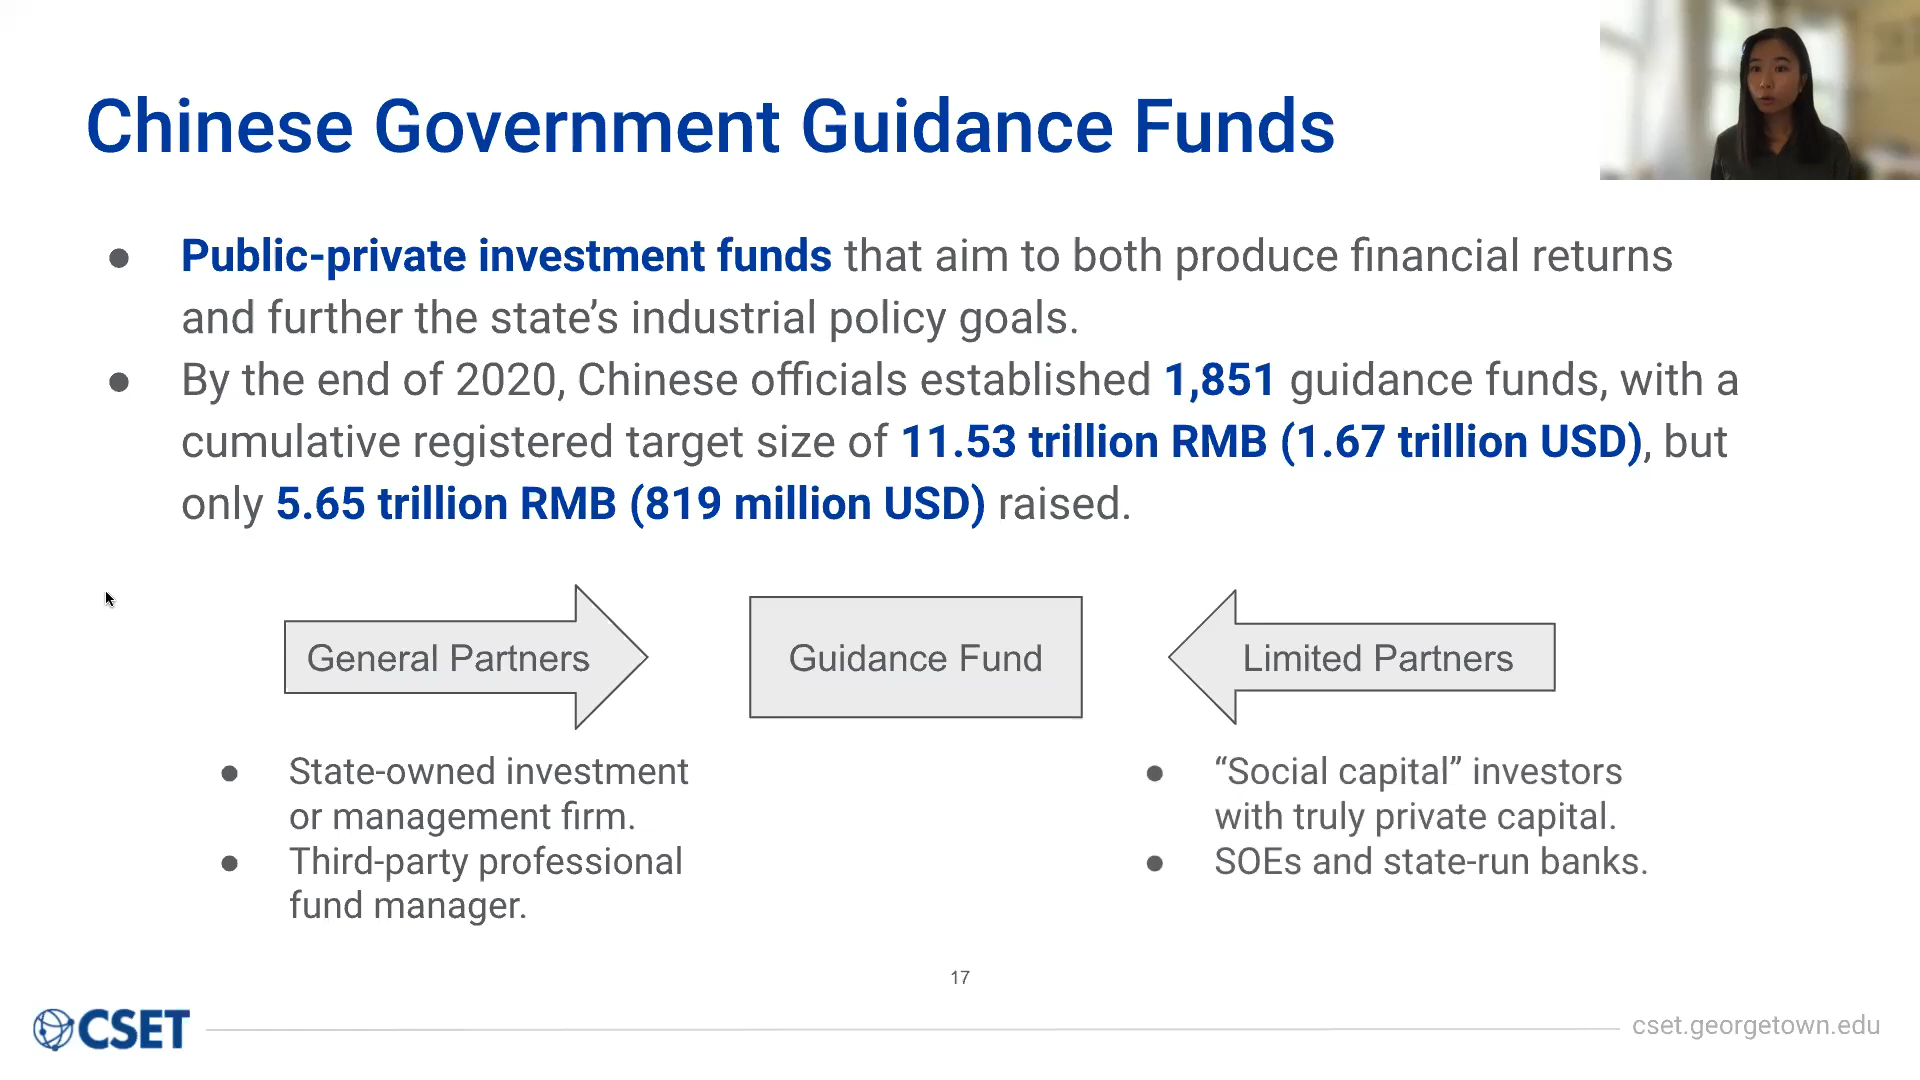 Chinese Government Guidance Funds
● Public-private investment funds that aim to both produce financial returns
and further the state’s industrial policy goals.
● By the end of 2020, Chinese officials established 1,851 guidance funds, with a
cumulative registered target size of 11.53 trillion RMB (1.67 trillion USD), but
only 5.65 trillion RMB (819 million USD) raised.
General Partners
Guidance Fund
Limited Partners
● State-owned investment
or management firm.
● Third-party professional
fund manager.
● “Social capital” investors
with truly private capital.
● SOEs and state-run banks.
17
CSET
cset.georgetown.edu